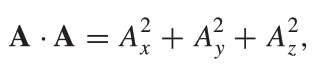 𝐀 · 𝐀 = A_x^2 + A_y^2 + A_z^2,